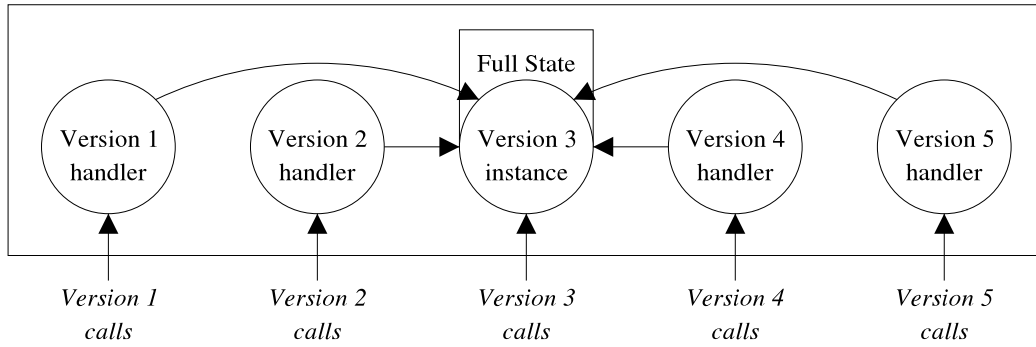 Full State
Version 1
handler
Version 2
handler
Version 3
instance
Version 4
handler
Version 5
handler
Version 1
calls
Version 2
calls
Version 3
calls
Version 4
calls
Version 5
calls